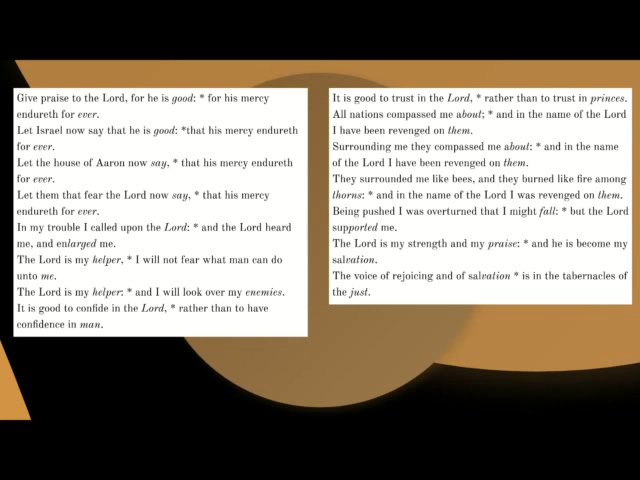 Give praise to the Lord, for he is good: * for his mercy
endureth for ever.
Let Israel now say that he is good: *that his mercy endureth
for ever.
Let the house of Aaron now say, * that his mercy endureth
for ever.
Let them that fear the Lord now say, * that his mercy
endureth for ever.
In my trouble I called upon the Lord: * and the Lord heard
me, and enlarged me.
The Lord is my helper, * I will not fear what man can do
unto me.
The Lord is my helper: * and I will look over my enemies.
It is good to confide in the Lord, * rather than to have
confidence in man.
It is good to trust in the Lord, * rather than to trust in princes.
All nations compassed me about; * and in the name of the Lord
I have been revenged on them.
Surrounding me they compassed me about: * and in the name
of the Lord I have been revenged on them.
They surrounded me like bees, and they burned like fire among
thorns: * and in the name of the Lord I was revenged on them.
Being pushed I was overturned that I might fall: * but the Lord
supported me.
The Lord is my strength and my praise: * and he is become my
salvation.
The voice of rejoicing and of salvation * is in the tabernacles of
the just.